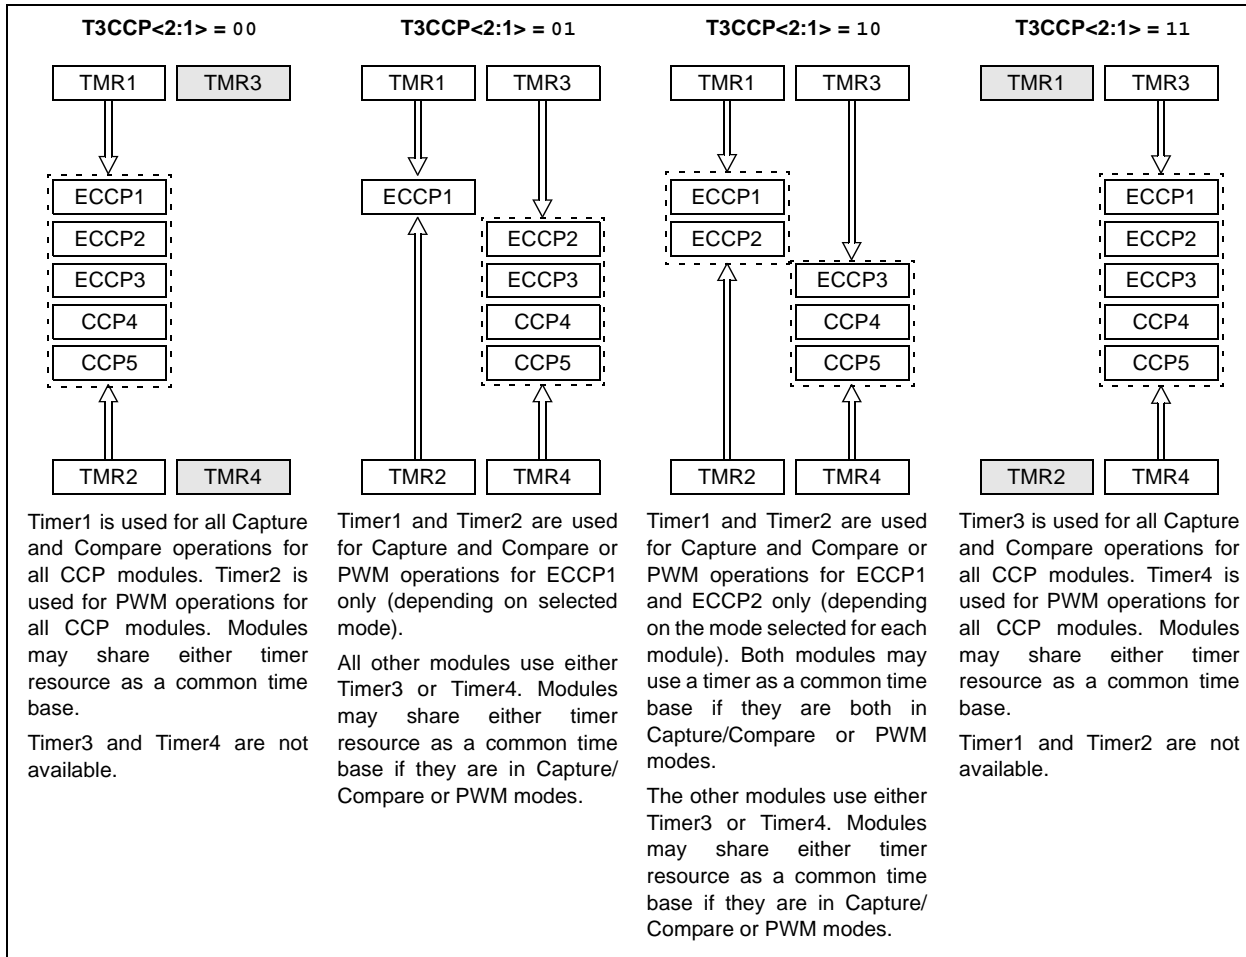 T3CCP<2:1> = 00
TMR1 TMR3
ECCP1
ECCP2
ECCP3
CCP4
CCP5
TMR2 TMR4
Timer1 is used for all Capture
and Compare operations for
all CCP modules. Timer2 is
used for PWM operations for
all CCP modules. Modules
may share either timer
resource as a common time
base.
Timer3 and Timer4 are not
available.
T3CCP<2:1> = 01
TMR1 TMR3
ECCP1
ECCP2
ECCP3
CCP4
CCP5
TMR2 TMR4
Timer1 and Timer2 are used
for Capture and Compare or
PWM operations for ECCP1
only (depending on selected
mode).
All other modules use either
Timer3 or Timer4. Modules
may share either timer
resource as a common time
base if they are in Capture/
Compare or PWM modes.
T3CCP<2:1> = 10
TMR1 TMR3
ECCP1
ECCP2
ECCP3
CCP4
CCP5
TMR2 TMR4
Timer1 and Timer2 are used
for Capture and Compare or
PWM operations for ECCP1
and ECCP2 only (depending
on the mode selected for each
module). Both modules may
use a timer as a common time
base if they are both in
Capture/Compare or PWM
modes.
The other modules use either
Timer3 or Timer4. Modules
may share either timer
resource as a common time
base if they are in Capture/
Compare or PWM modes.
T3CCP<2:1> = 11
TMR1 TMR3
ECCP1
ECCP2
ECCP3
CCP4
CCP5
TMR2 TMR4
Timer3 is used for all Capture
and Compare operations for
all CCP modules. Timer4 is
used for PWM operations for
all CCP modules. Modules
may share either timer
resource as a common time
base.
Timer1 and Timer2 are not
available.